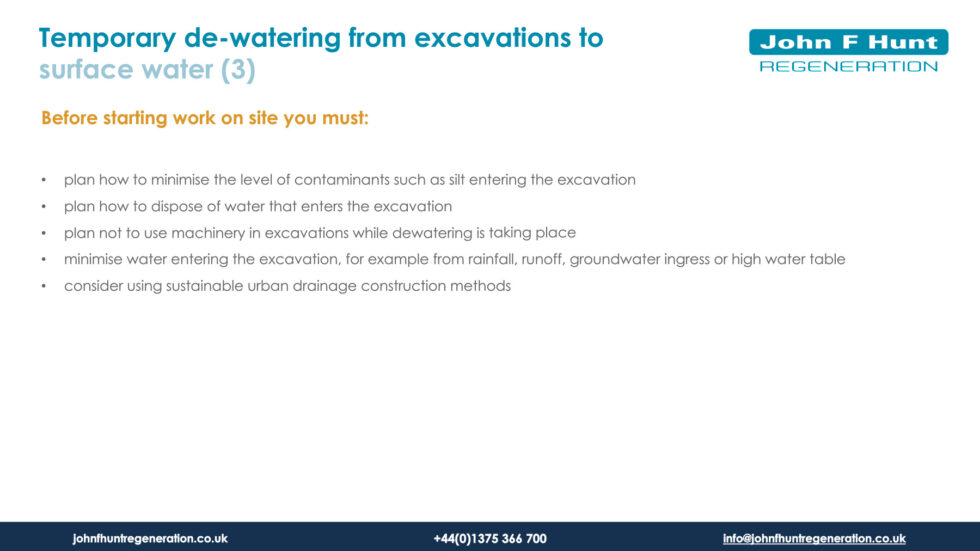 Temporary de-watering from excavations to
surface water (3)
John F Hunt
REGENERATION
Before starting work on site you must:
• plan how to minimise the level of contaminants such as silt entering the excavation
• plan how to dispose of water that enters the excavation
• plan not to use machinery in excavations while dewatering is taking place
• minimise water entering the excavation, for example from rainfall, runoff, groundwater ingress or high water table
• consider using sustainable urban drainage construction methods
johnfhuntregeneration.co.uk
+44(0)1375 366 700
info@johnfhuntregeneration.co.uk